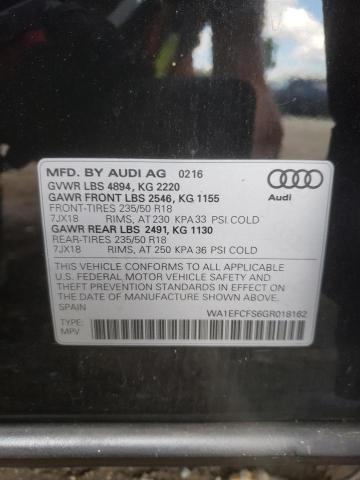 MFD. BY AUDI AG 0216
GVWR LBS 4894, KG 2220
GAWR FRONT LBS 2546, KG 1155
FRONT-TIRES 235/50 R18
7JX18 RIMS, AT 230 KPA 33 PSI COLD
GAWR REAR LBS 2491, KG 1130
REAR-TIRES 235/50 R18
7JX18 RIMS, AT 250 KPA 36 PSI COLD
Audi
THIS VEHICLE CONFORMS TO ALL APPLICABLE
U.S. FEDERAL MOTOR VEHICLE SAFETY AND
THEFT PREVENTION STANDARDS IN EFFECT ON
THE DATE OF MANUFACTURE SHOWN ABOVE.
SPAIN
WA1EFCFS6GR018162
TYPE:
MPV